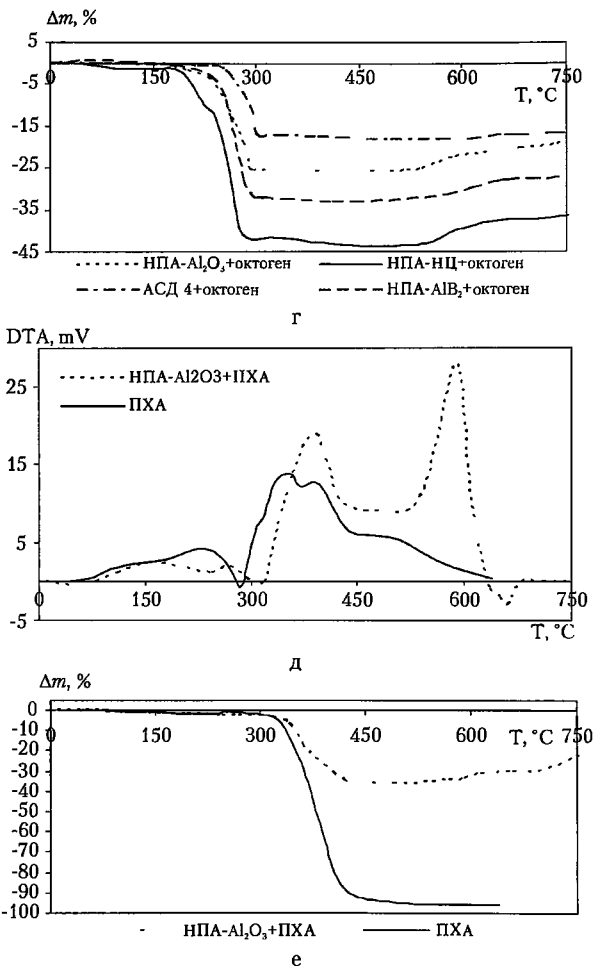 Δm, %
5
-5
-15
-25
-35
-45
0
150
300
450
600
750
T, °C
НПА-Al₂O₃+октоген
НПА-НЦ+октоген
АСД 4+октоген
НПА-AlB₂+октоген
г
DTA, mV
25
15
5
-5
НПА-Al2O3+ПХА
ПХА
0
150
300
450
600
750
T, °C
д
Δm, %
0
-10
-20
-30
-40
-50
-60
-70
-80
-90
-100
0
150
300
450
600
T, °C
750
НПА-Al₂O₃+ПХА
ПХА
е